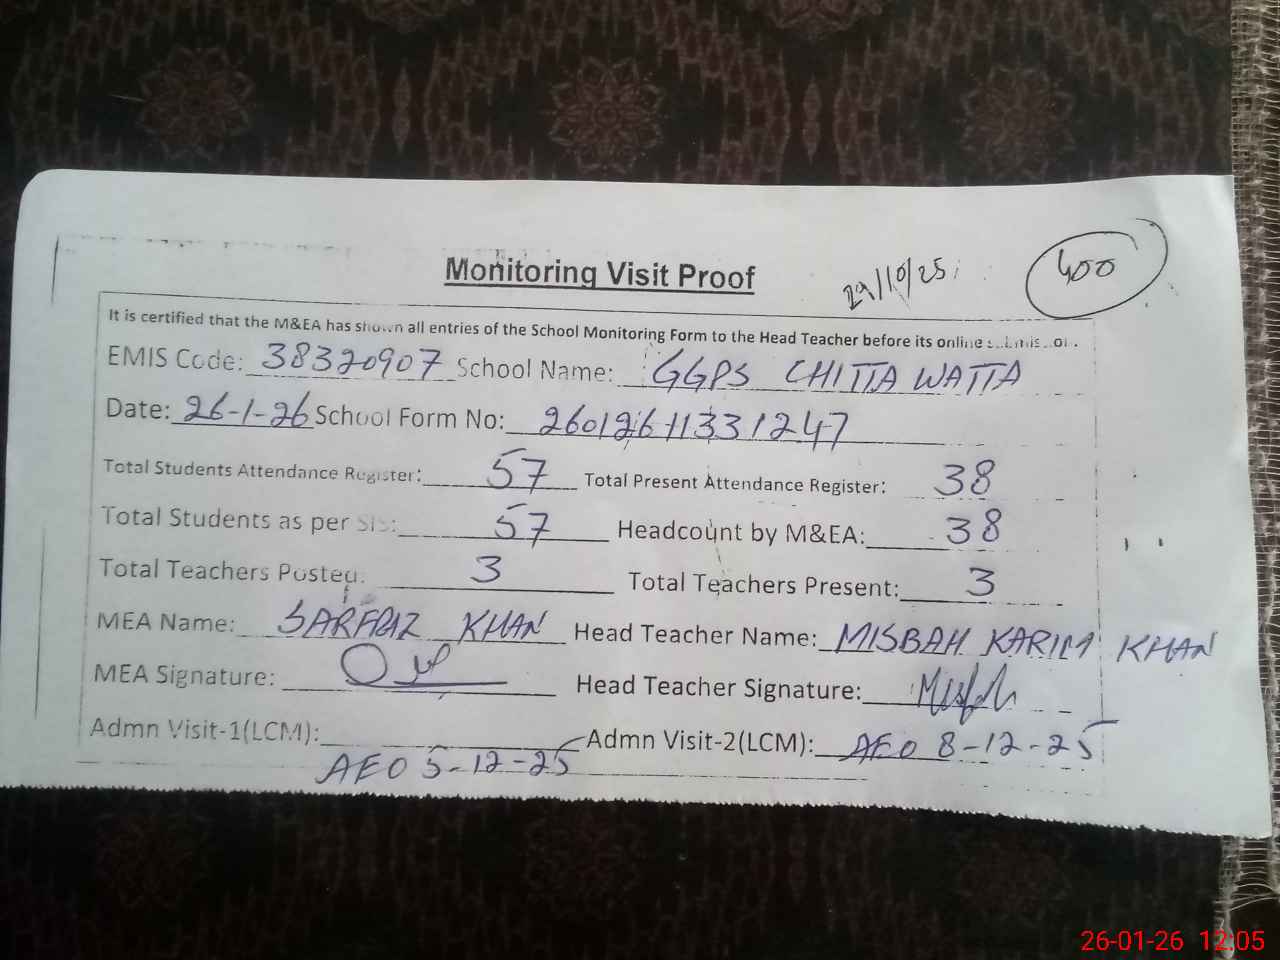 Monitoring Visit Proof
29/10/25
400
It is certified that the M&EA has shown all entries of the School Monitoring Form to the Head Teacher before its online
EMIS Code: 38320907 School Name: GGPS CHITTA WATTA
Date: 26-1-26 School Form No: 26012611331247
Total Students Attendance Register: 57 Total Present Attendance Register: 38
Total Students as per SIS: 57 Headcount by M&EA: 38
Total Teachers Posted: 3 Total Teachers Present: 3
MEA Name: SARFRAZ KHAN Head Teacher Name: MISBAH KARIM KHAN
MEA Signature: Head Teacher Signature: Misbah
Admn Visit-1(LCM): AEO 5-12-25 Admn Visit-2(LCM): AEO 8-12-25
26-01-26 12:05